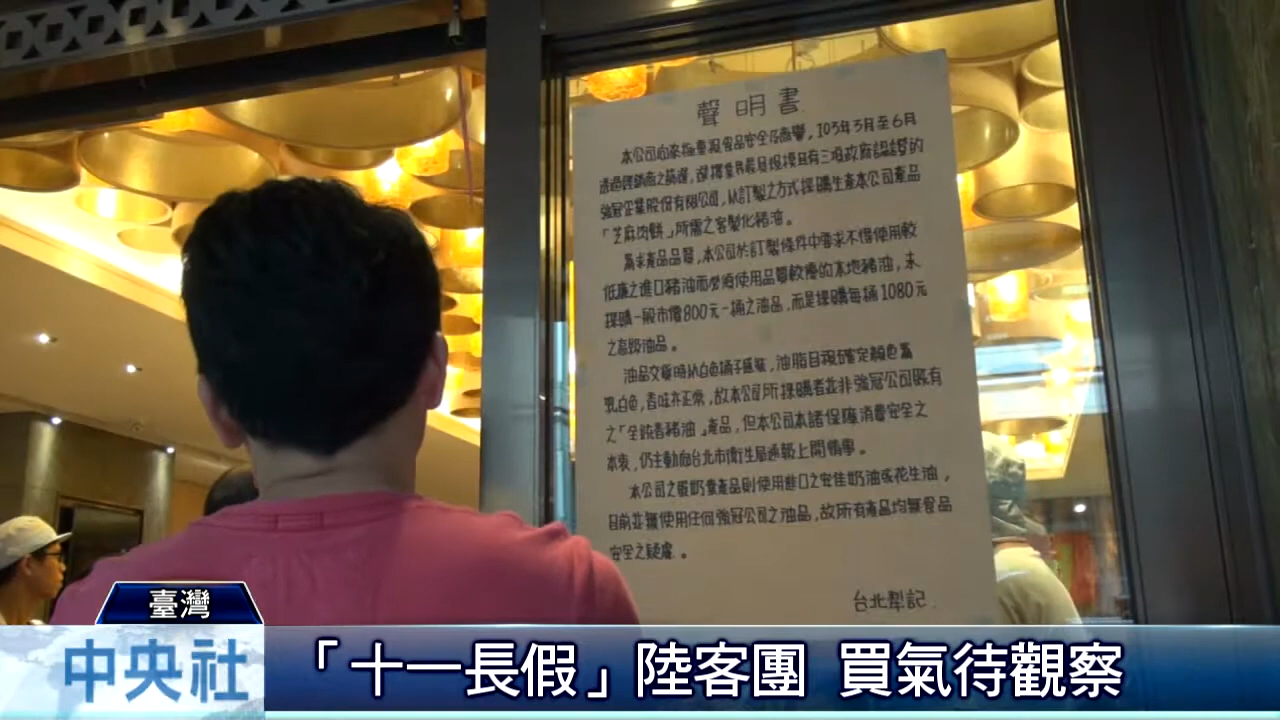 聲明書
本公司向來極重視食品安全及商譽，103年3月至6月
透過經銷商之篩選，選擇業界最具規模且有三項政府認證的
強冠企業股份有限公司，以訂製之方式採購生產本公司產品
「芝麻肉餅」所需之客製化豬油。
為求產品品質，本公司於訂製條件中要求不得使用較
低廉之進口豬油而必須使用品質較優的本地豬油，未
採購一般市價800元一桶之油品，而是採購每桶1080元
之高級油品。
油品交貨時以白色桶子盛裝，油脂目視確定顏色為
乳白色，香味亦正常，故本公司所採購者並非強冠公司既有
之「全統香豬油」產品，但本公司本諸保障消費安全之
本衷，仍主動向台北市衛生局通報上開情事。
本公司之蛋奶素產品則使用進口之安佳奶油或花生油，
目前並無使用任何強冠公司之油品，故所有產品均無食品
安全之疑慮。
台北犁記
臺灣
中央社
「十一長假」陸客團 買氣待觀察